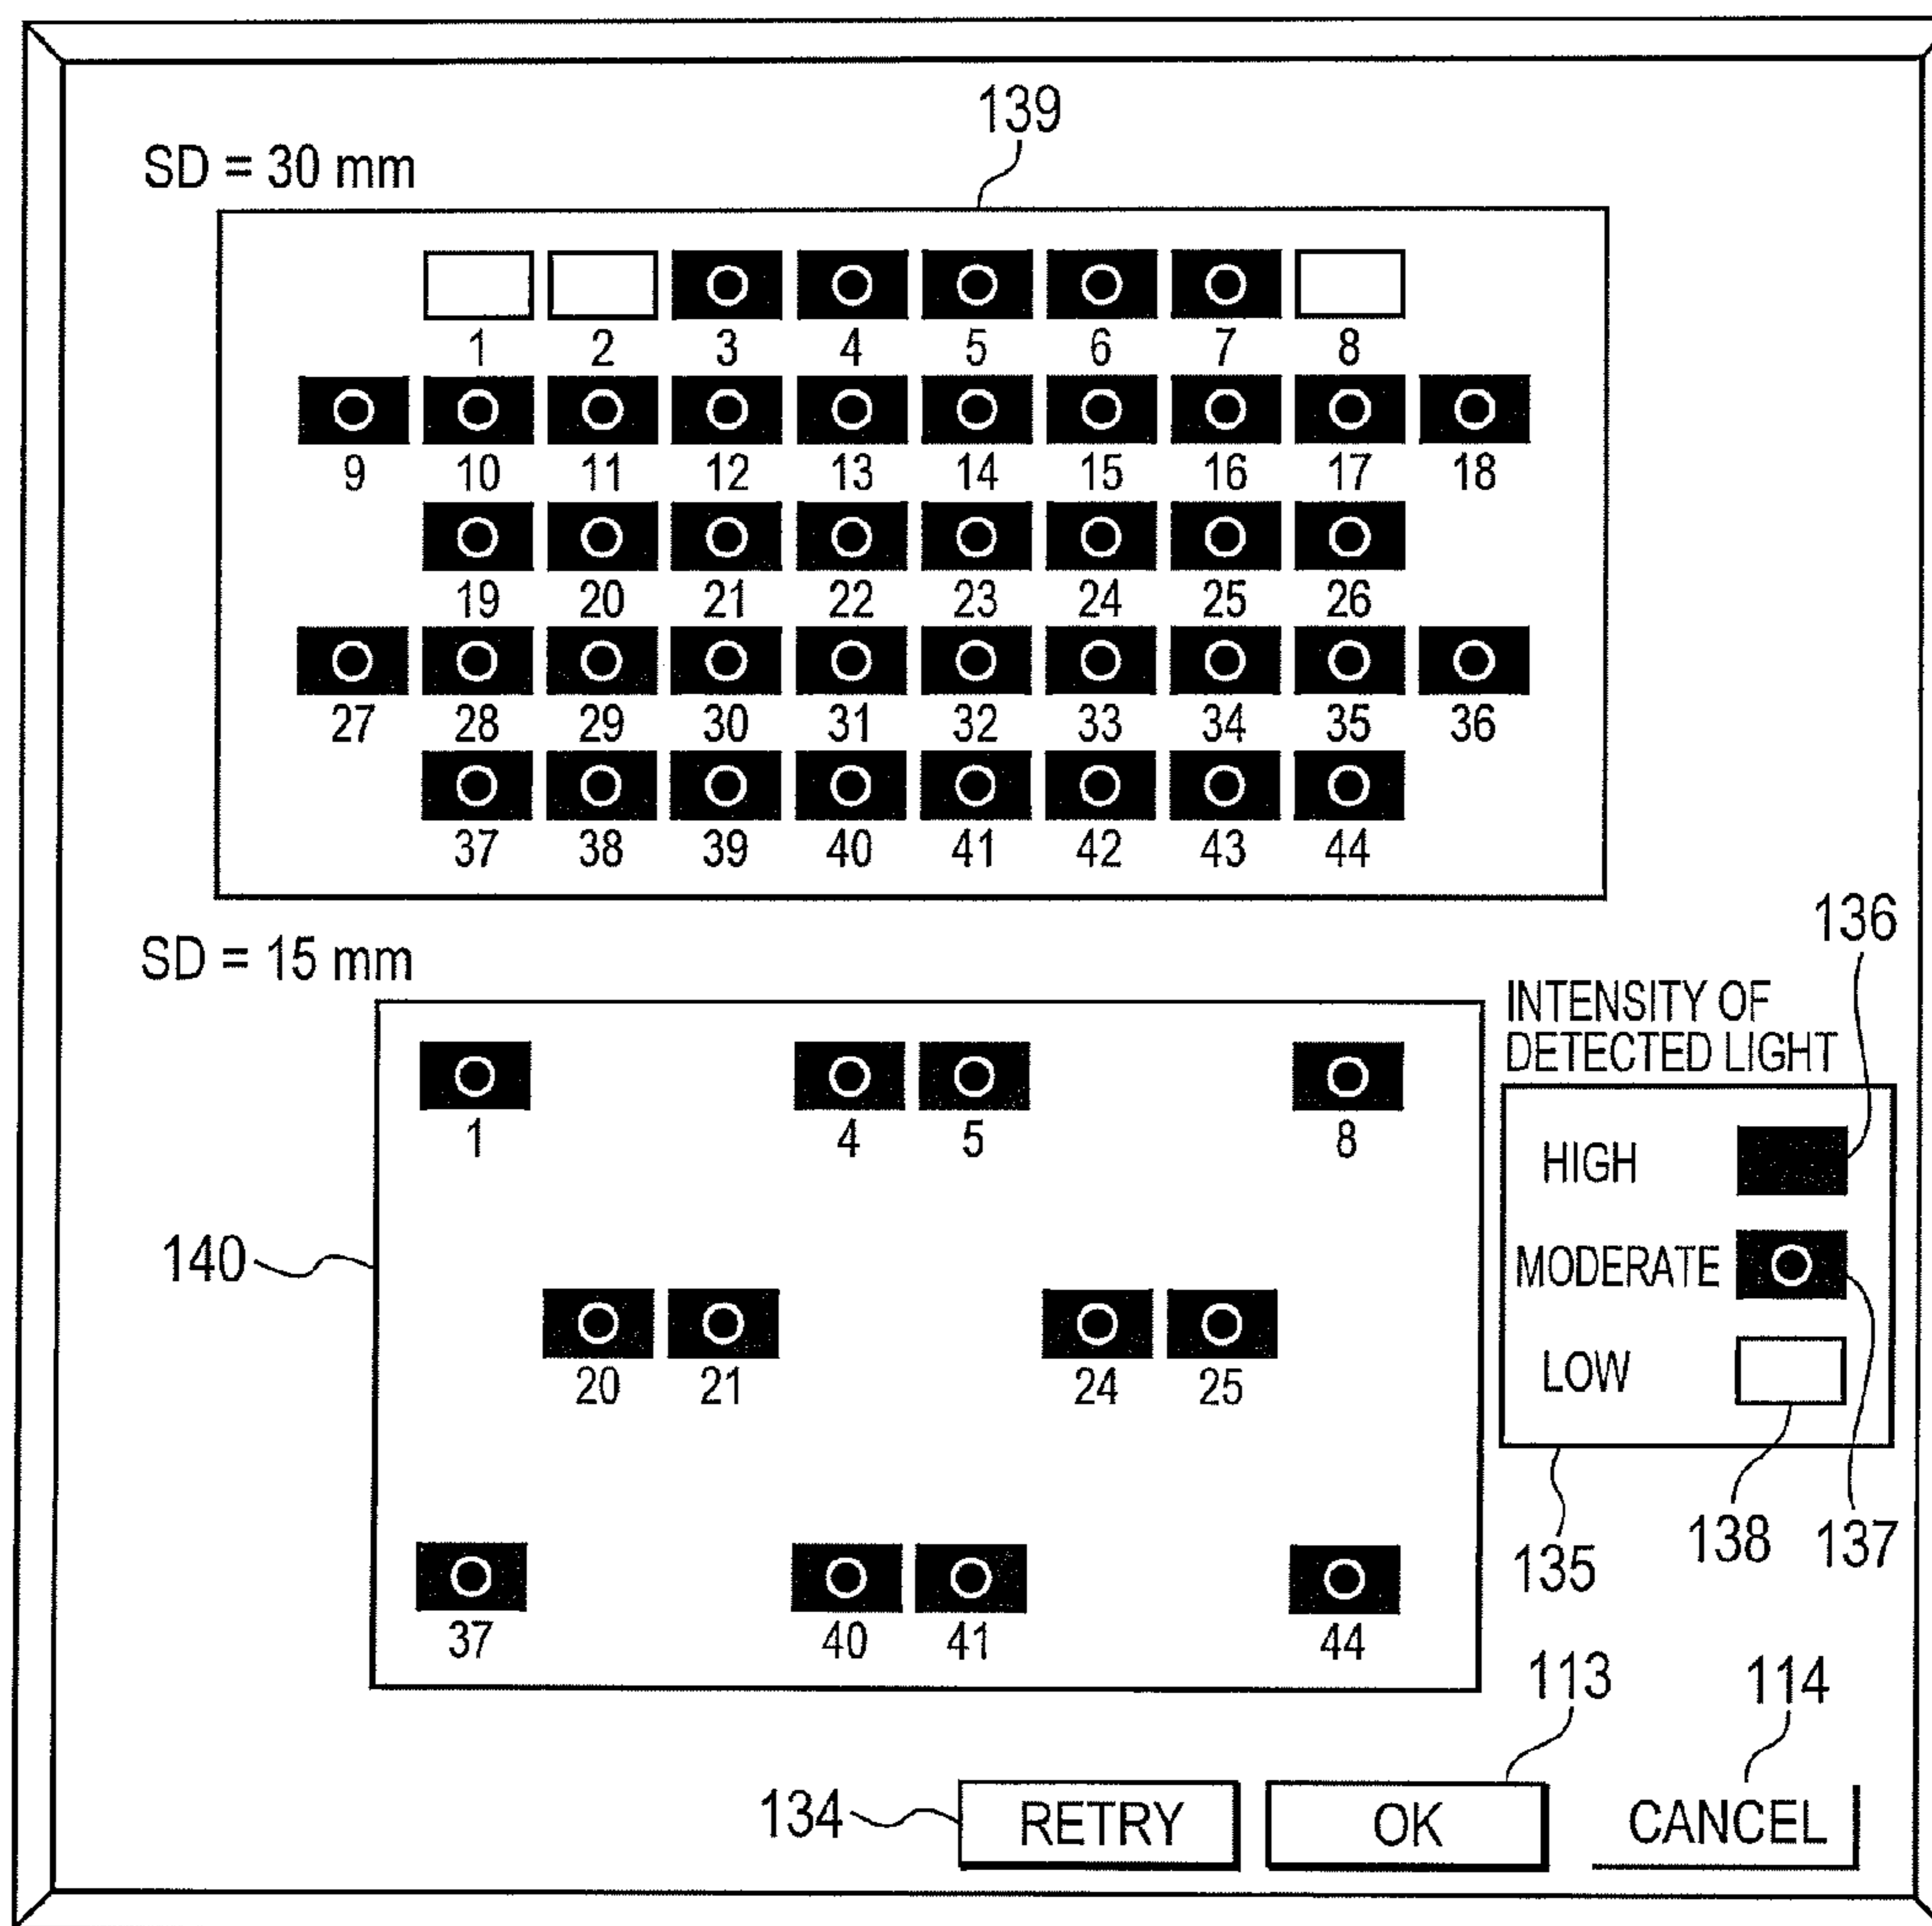 139
SD = 30 mm
1 2 3 4 5 6 7 8
9 10 11 12 13 14 15 16 17 18
19 20 21 22 23 24 25 26
27 28 29 30 31 32 33 34 35 36
37 38 39 40 41 42 43 44
136
SD = 15 mm
INTENSITY OF
DETECTED LIGHT
1 4 5 8
HIGH
140
MODERATE
20 21 24 25
LOW
138 137
135
37 40 41 44
113 114
134 RETRY OK CANCEL